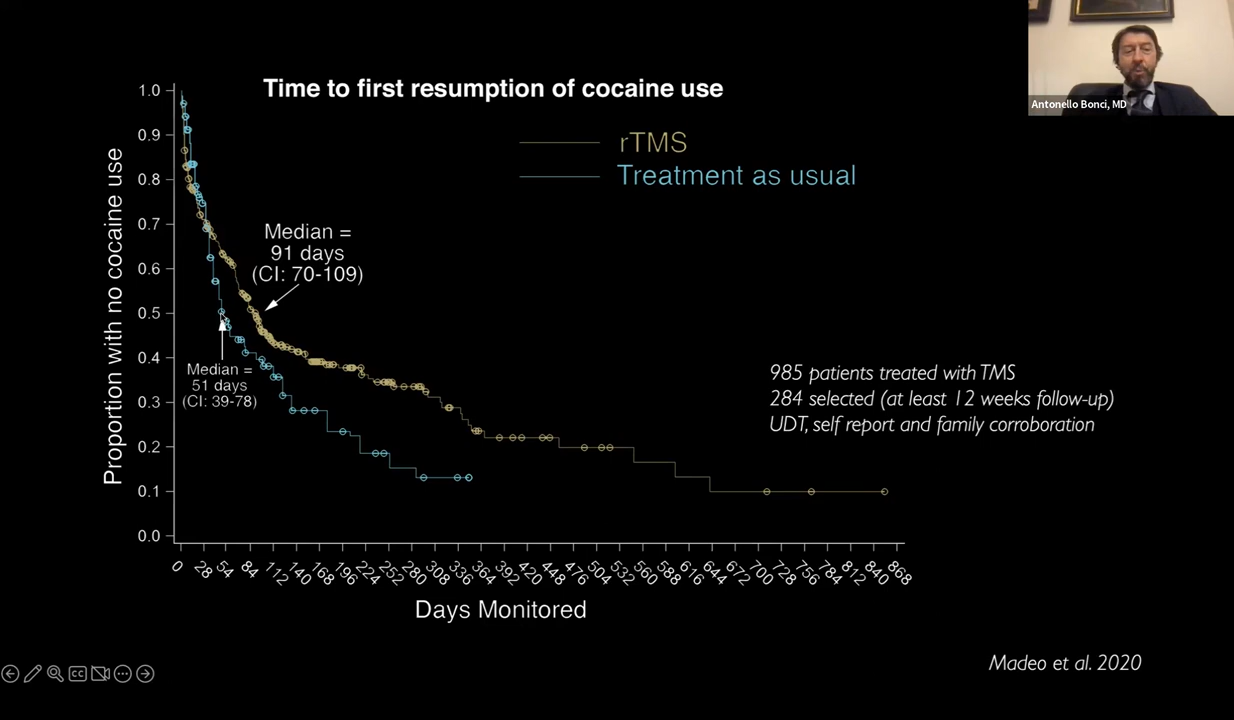 Antonello Bonci, MD
Time to first resumption of cocaine use
rTMS
Treatment as usual
Proportion with no cocaine use
1.0
0.9
0.8
0.7
0.6
0.5
0.4
0.3
0.2
0.1
0.0
Median =
91 days
(CI: 70-109)
Median =
51 days
(CI: 39-78)
985 patients treated with TMS
284 selected (at least 12 weeks follow-up)
UDT, self report and family corroboration
0 28 54 84 112 140 168 196 224 252 280 308 336 364 392 420 448 476 504 532 560 588 616 644 672 700 728 756 784 812 840 868
Days Monitored
Madeo et al. 2020
CC